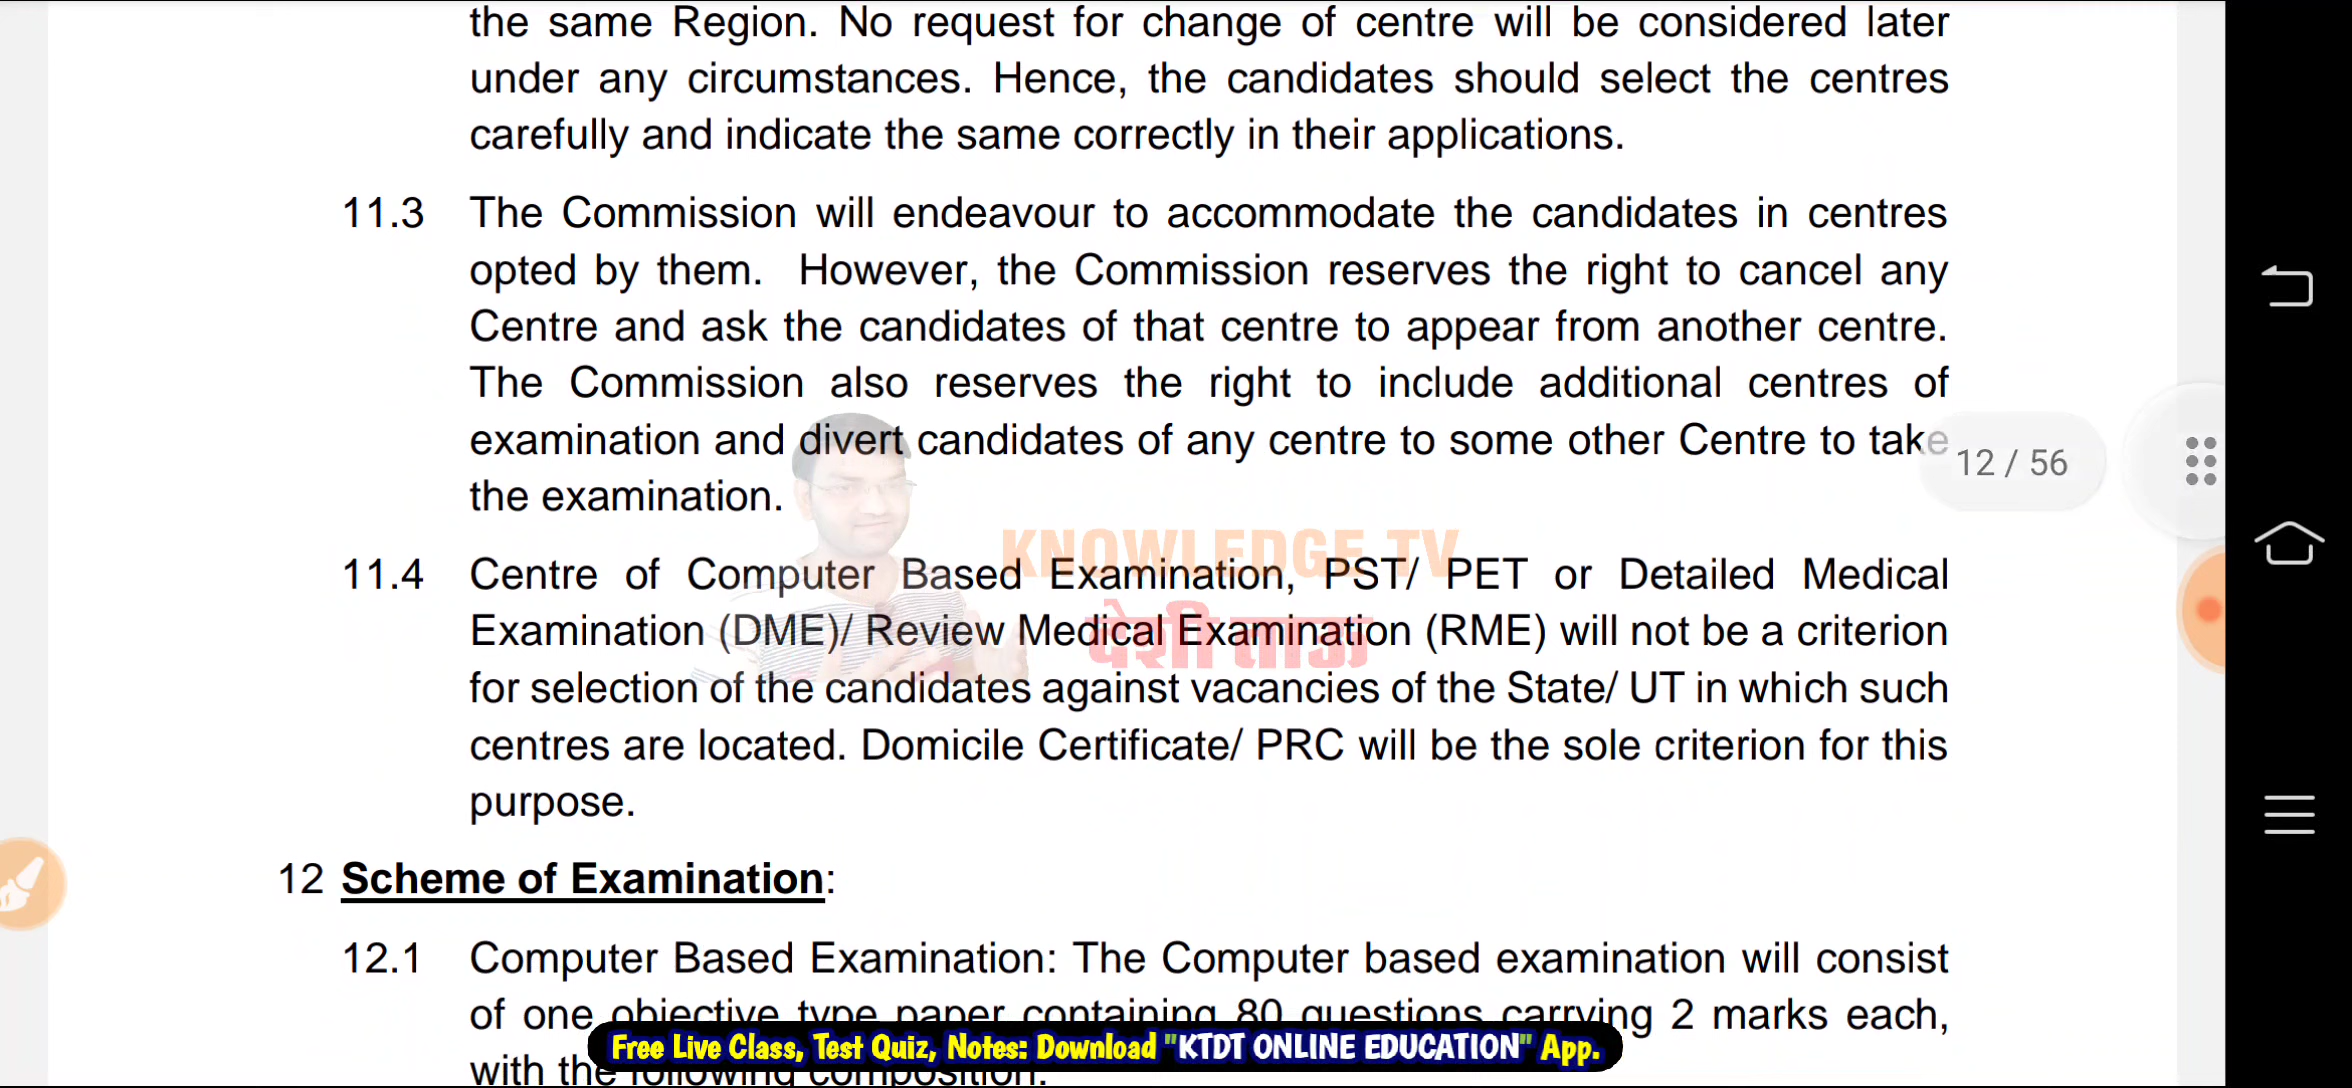 the same Region. No request for change of centre will be considered later
under any circumstances. Hence, the candidates should select the centres
carefully and indicate the same correctly in their applications.
11.3 The Commission will endeavour to accommodate the candidates in centres
opted by them. However, the Commission reserves the right to cancel any
Centre and ask the candidates of that centre to appear from another centre.
The Commission also reserves the right to include additional centres of
examination and divert candidates of any centre to some other Centre to take
12 / 56
the examination.
KNOWLEDGE TV
11.4 Centre of Computer Based Examination, PST/ PET or Detailed Medical
Examination (DME)/ Review Medical Examination (RME) will not be a criterion
देशी ताऊ
for selection of the candidates against vacancies of the State/ UT in which such
centres are located. Domicile Certificate/ PRC will be the sole criterion for this
purpose.
12 Scheme of Examination:
12.1 Computer Based Examination: The Computer based examination will consist
of one objective type paper containing 80 questions carrying 2 marks each,
with the following composition:
Free Live Class, Test Quiz, Notes: Download "KTDT ONLINE EDUCATION" App.